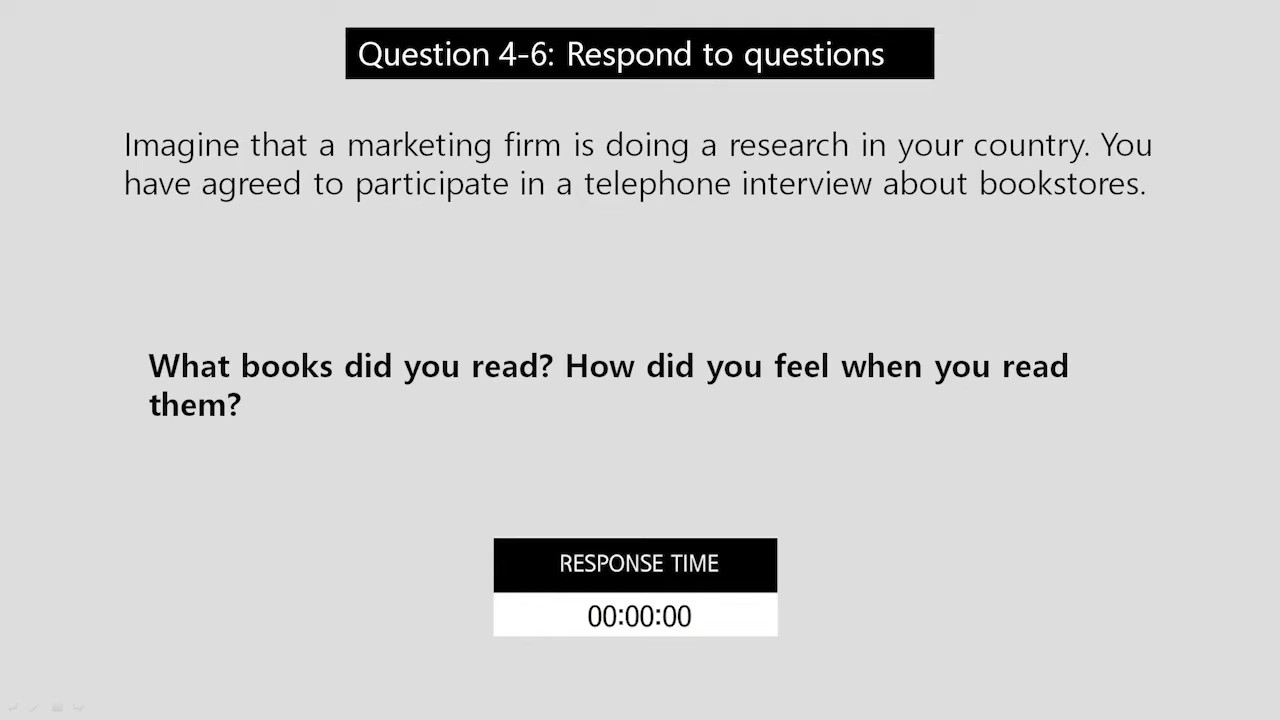 Question 4-6: Respond to questions
Imagine that a marketing firm is doing a research in your country. You
have agreed to participate in a telephone interview about bookstores.
What books did you read? How did you feel when you read
them?
RESPONSE TIME
00:00:00